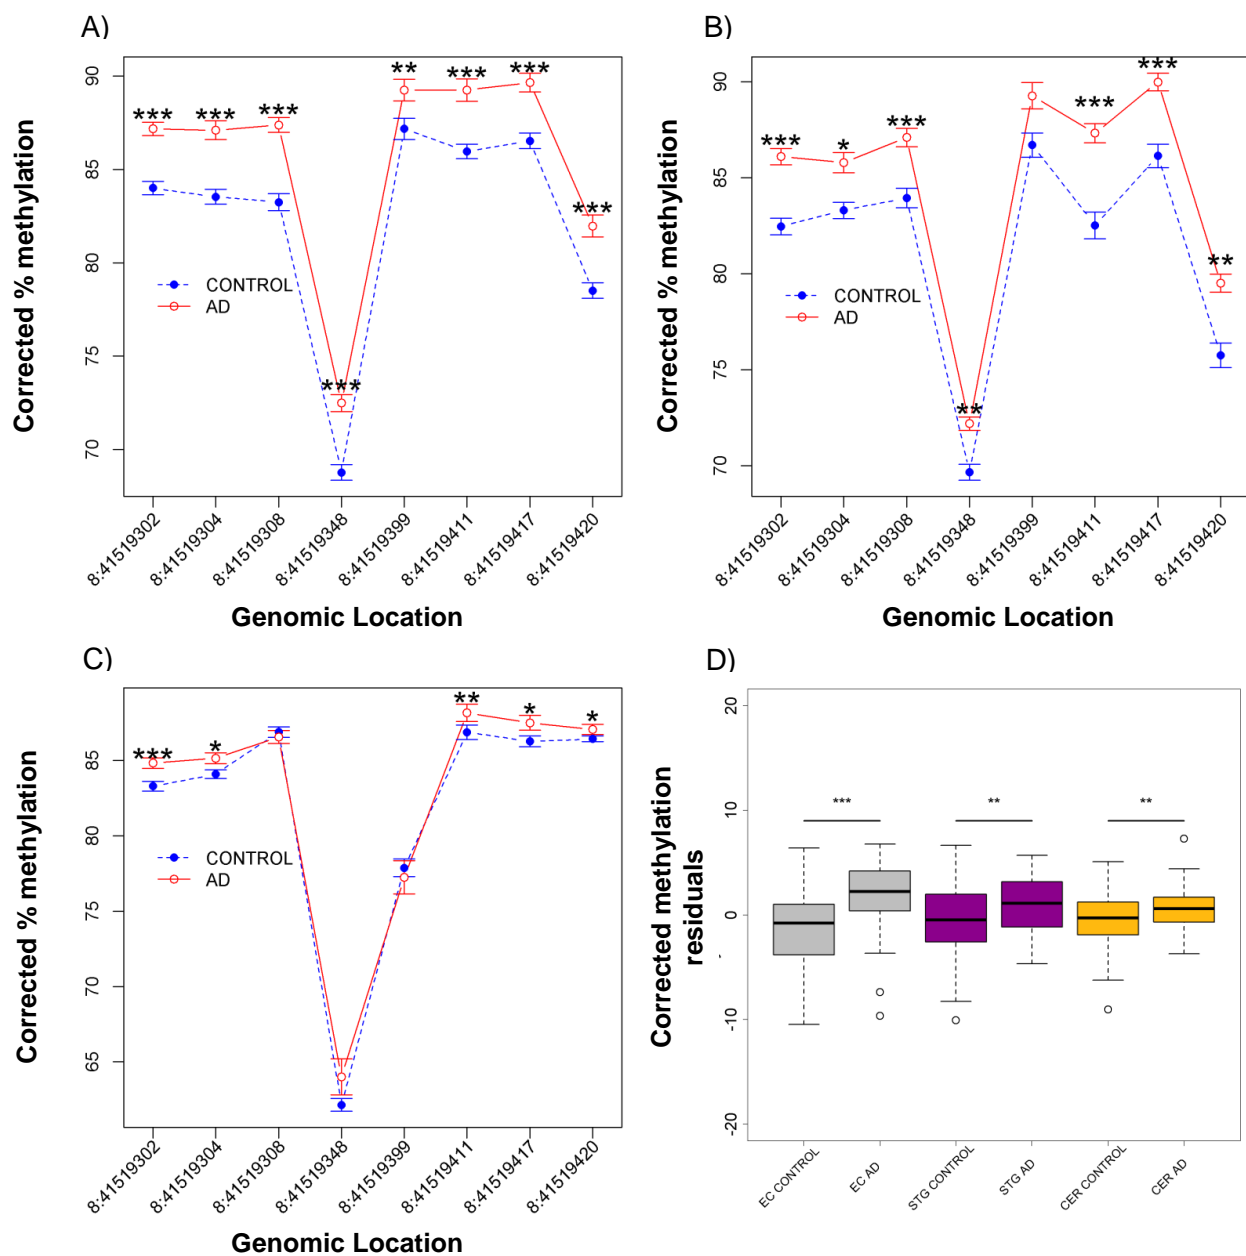 A)
Corrected % methylation
90
85
80
75
70
***
***
***
***
**
***
***
***
CONTROL
AD
8:41519302
8:41519304
8:41519308
8:41519348
8:41519399
8:41519411
8:41519417
8:41519420
Genomic Location
B)
Corrected % methylation
90
85
80
75
70
***
*
***
**
***
***
**
CONTROL
AD
8:41519302
8:41519304
8:41519308
8:41519348
8:41519399
8:41519411
8:41519417
8:41519420
Genomic Location
C)
Corrected % methylation
85
80
75
70
65
***
*
**
*
*
CONTROL
AD
8:41519302
8:41519304
8:41519308
8:41519348
8:41519399
8:41519411
8:41519417
8:41519420
Genomic Location
D)
Corrected methylation
residuals
20
10
0
-10
-20
***
**
**
EC CONTROL
EC AD
STG CONTROL
STG AD
CER CONTROL
CER AD